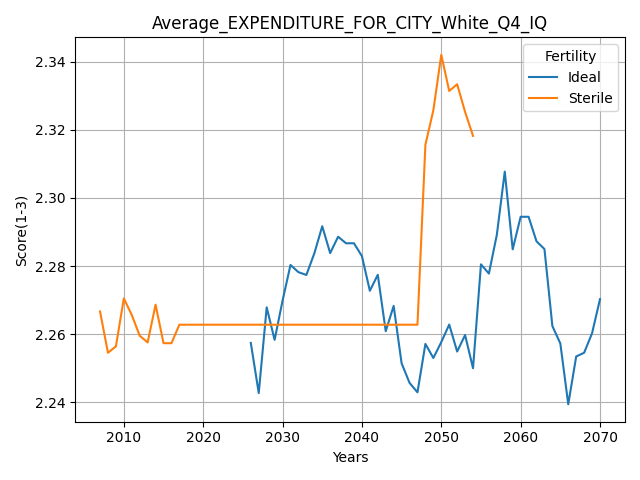 Average_EXPENDITURE_FOR_CITY_White_Q4_IQ
Fertility
Ideal
Sterile
Score(1-3)
2.34
2.32
2.30
2.28
2.26
2.24
2010 2020 2030 2040 2050 2060 2070
Years